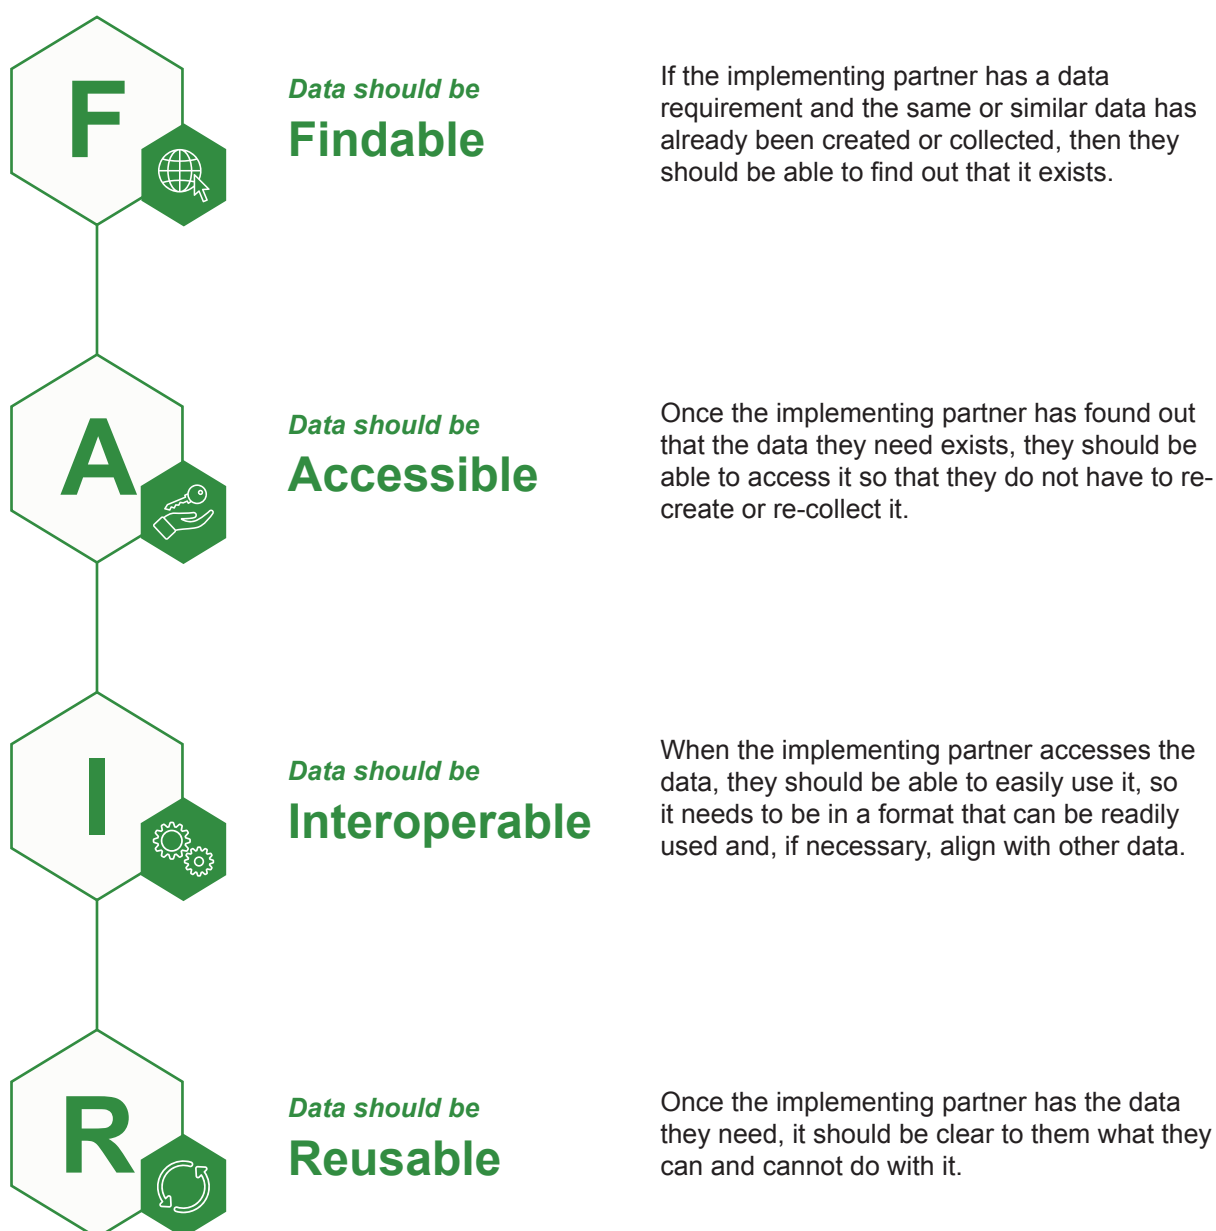 F
Data should be
Findable
If the implementing partner has a data
requirement and the same or similar data has
already been created or collected, then they
should be able to find out that it exists.
A
Data should be
Accessible
Once the implementing partner has found out
that the data they need exists, they should be
able to access it so that they do not have to re-
create or re-collect it.
I
Data should be
Interoperable
When the implementing partner accesses the
data, they should be able to easily use it, so
it needs to be in a format that can be readily
used and, if necessary, align with other data.
R
Data should be
Reusable
Once the implementing partner has the data
they need, it should be clear to them what they
can and cannot do with it.